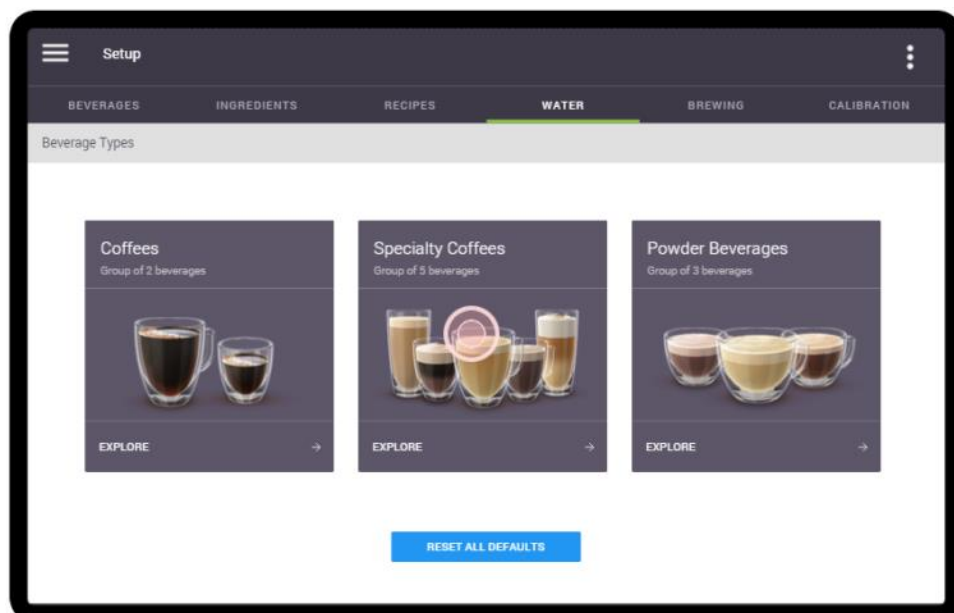 Setup
BEVERAGES INGREDIENTS RECIPES WATER BREWING CALIBRATION
Beverage Types
Coffees
Group of 2 beverages
EXPLORE
Specialty Coffees
Group of 5 beverages
EXPLORE
Powder Beverages
Group of 3 beverages
EXPLORE
RESET ALL DEFAULTS